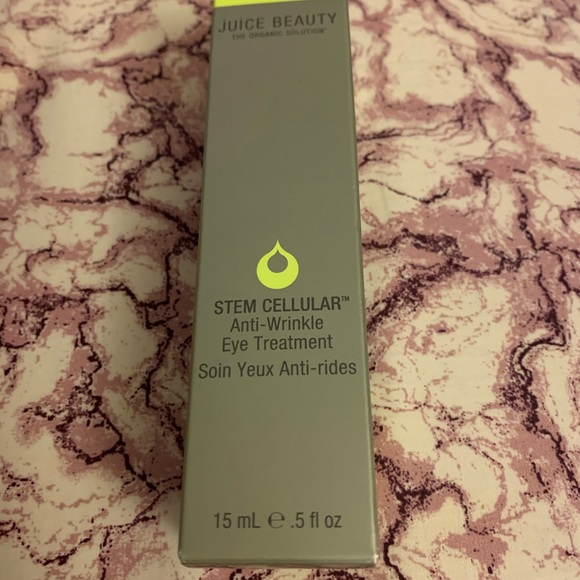 JUICE BEAUTY
THE ORGANIC SOLUTION®
STEM CELLULAR™
Anti-Wrinkle
Eye Treatment
Soin Yeux Anti-rides
15 mL ℮ .5 fl oz